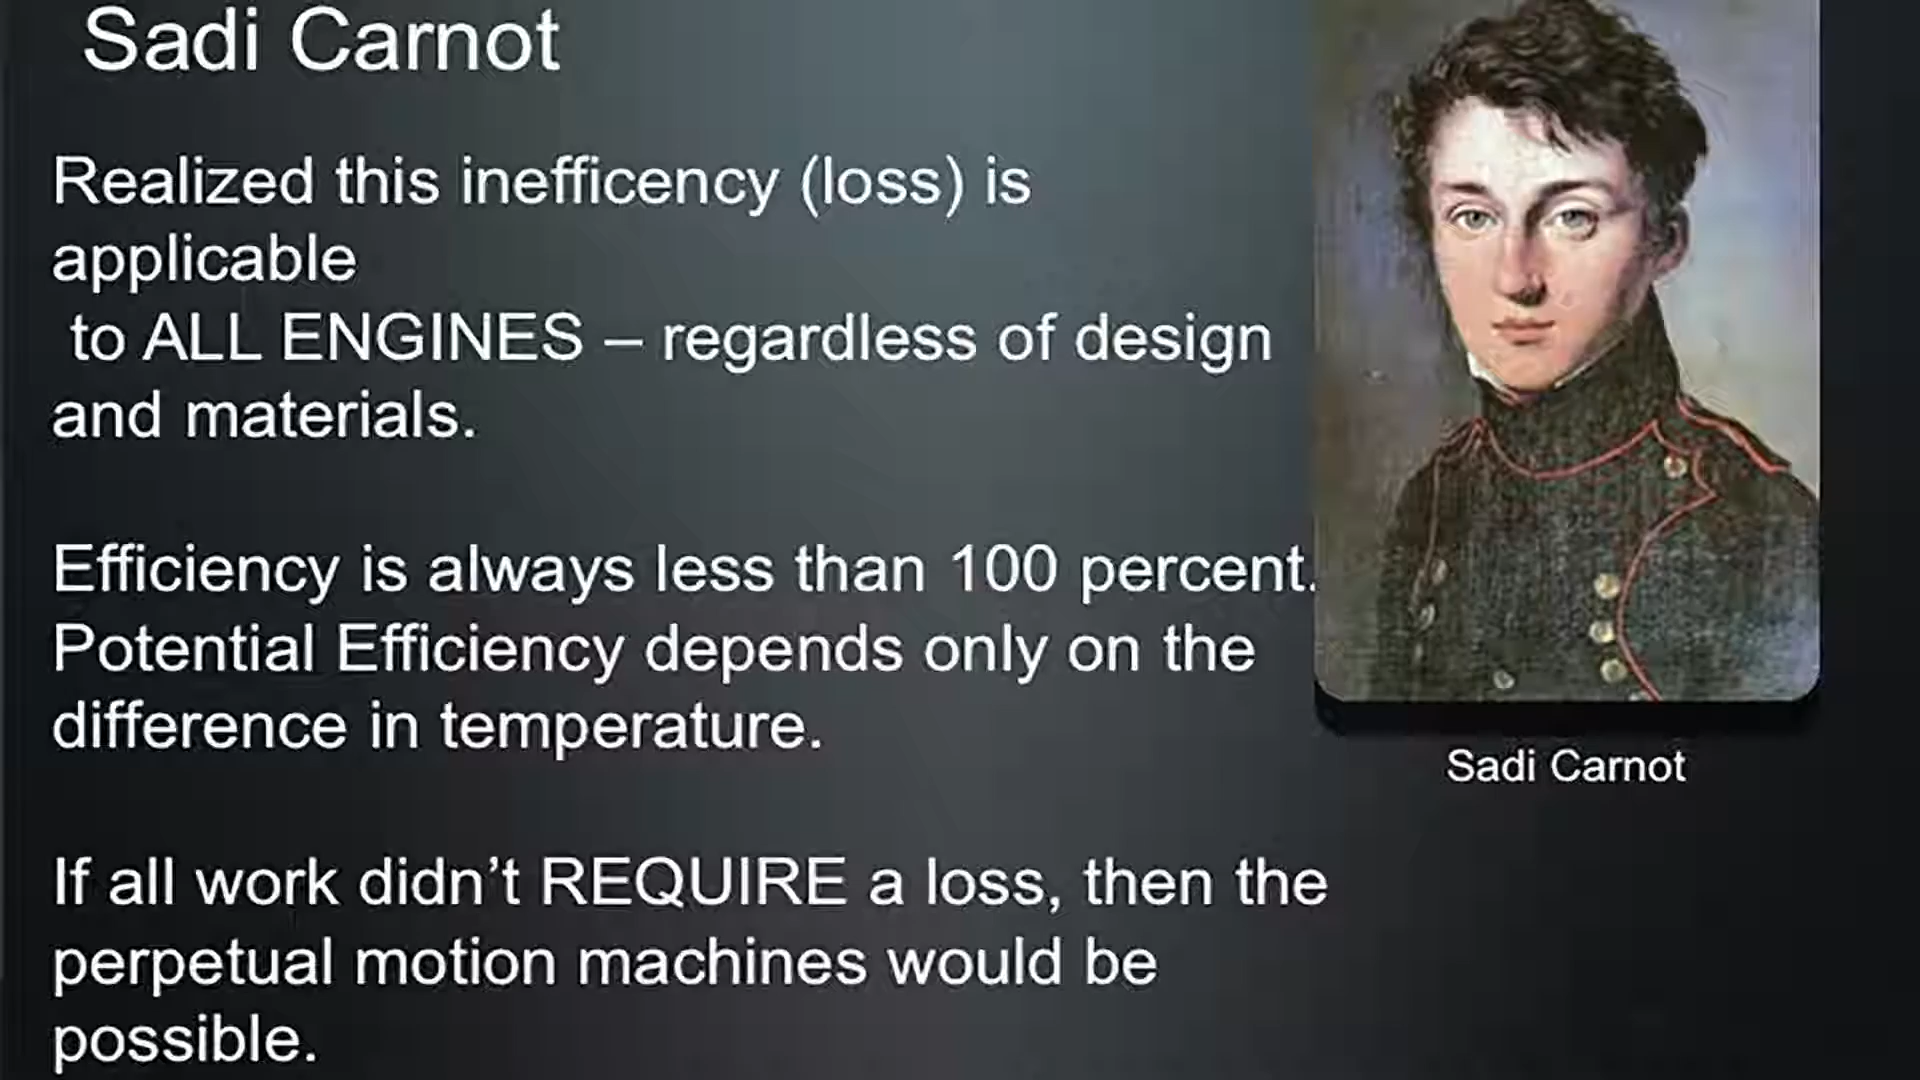 Sadi Carnot
Realized this inefficency (loss) is
applicable
to ALL ENGINES – regardless of design
and materials.
Efficiency is always less than 100 percent.
Potential Efficiency depends only on the
difference in temperature.
Sadi Carnot
If all work didn’t REQUIRE a loss, then the
perpetual motion machines would be
possible.